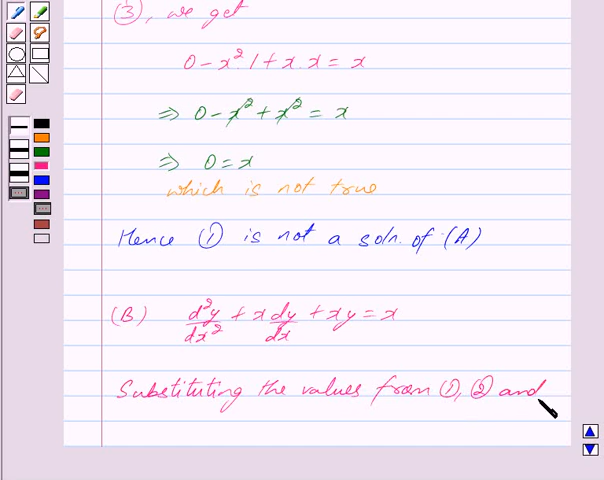 ③, we get
0 - x². 1 + x. x = x
⇒ 0 - x² + x² = x
⇒ 0 = x
which is not true
Hence ① is not a soln. of (A)
(B) d²y/dx² + x dy/dx + xy = x
Substituting the values from ①, ② and